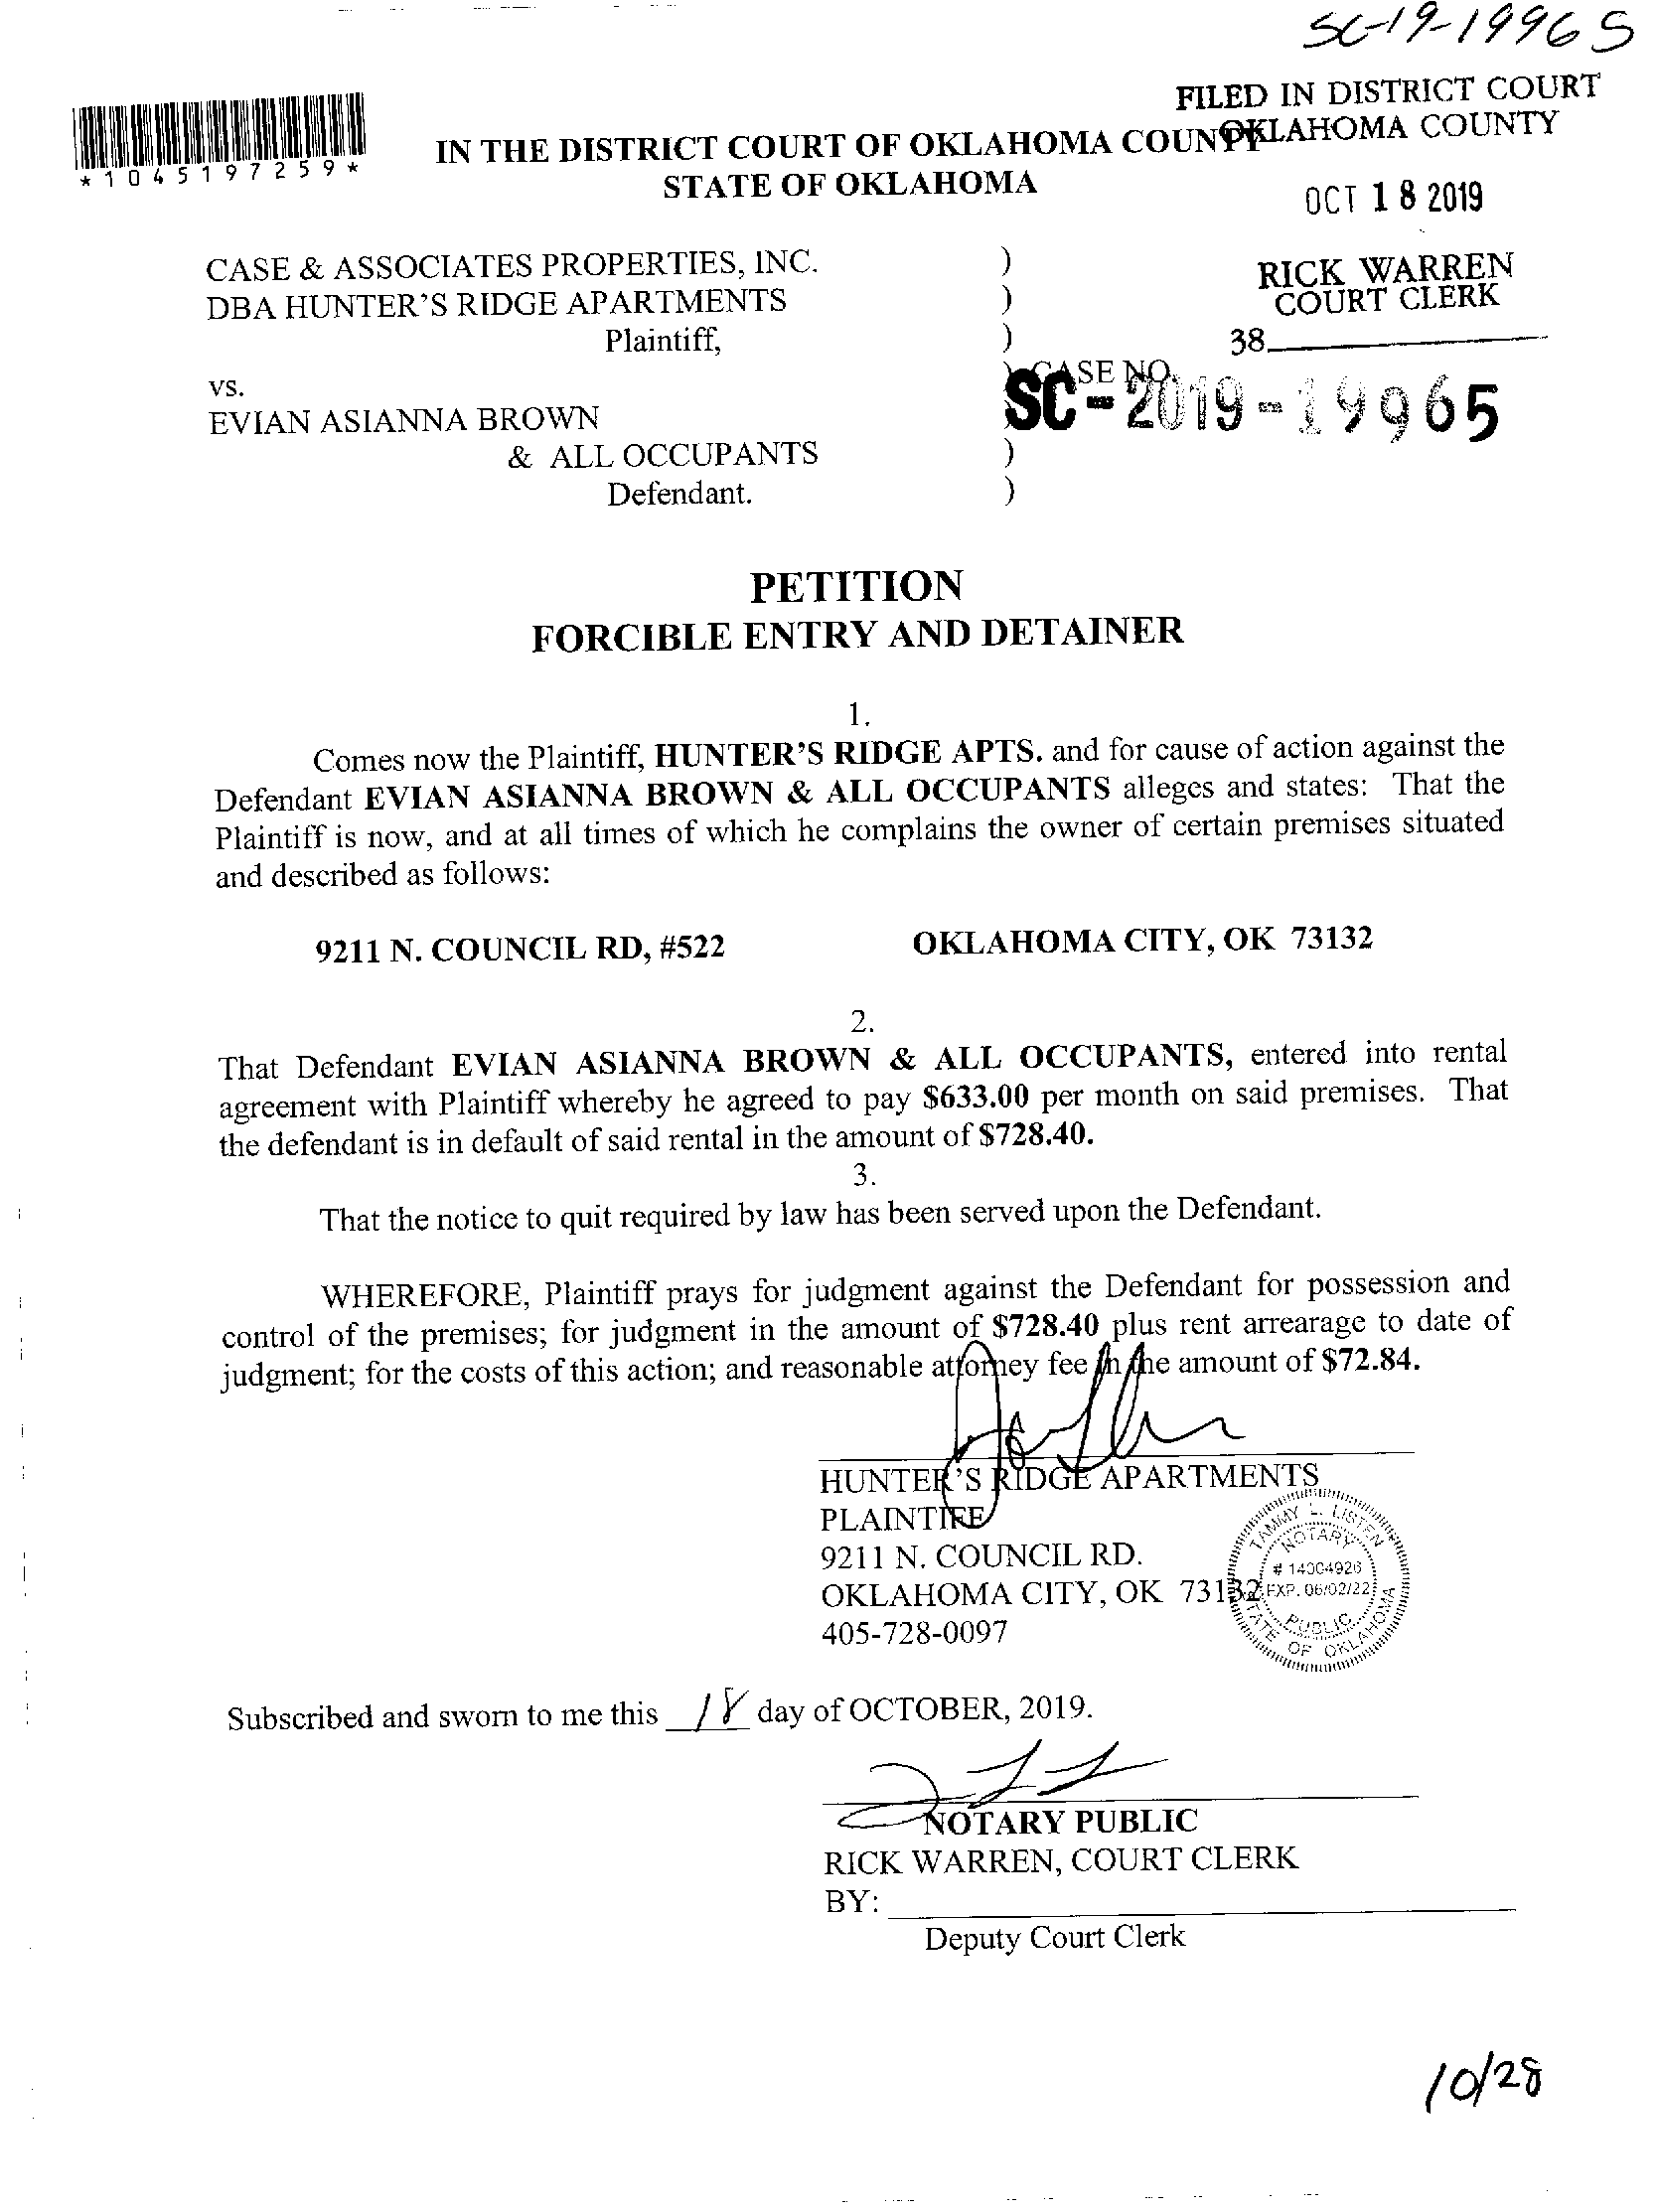 SC-19-19965
FILED IN DISTRICT COURT
OKLAHOMA COUNTY
*1045197259*
IN THE DISTRICT COURT OF OKLAHOMA COUNTY
STATE OF OKLAHOMA
OCT 18 2019
CASE & ASSOCIATES PROPERTIES, INC. )
DBA HUNTER'S RIDGE APARTMENTS )
Plaintiff, )
RICK WARREN
COURT CLERK
38
vs. ) CASE NO.
SC-2019-19965
EVIAN ASIANNA BROWN
& ALL OCCUPANTS )
Defendant. )
PETITION
FORCIBLE ENTRY AND DETAINER
1.
Comes now the Plaintiff, HUNTER'S RIDGE APTS. and for cause of action against the
Defendant EVIAN ASIANNA BROWN & ALL OCCUPANTS alleges and states: That the
Plaintiff is now, and at all times of which he complains the owner of certain premises situated
and described as follows:
9211 N. COUNCIL RD, #522 OKLAHOMA CITY, OK 73132
2.
That Defendant EVIAN ASIANNA BROWN & ALL OCCUPANTS, entered into rental
agreement with Plaintiff whereby he agreed to pay $633.00 per month on said premises. That
the defendant is in default of said rental in the amount of $728.40.
3.
That the notice to quit required by law has been served upon the Defendant.
WHEREFORE, Plaintiff prays for judgment against the Defendant for possession and
control of the premises; for judgment in the amount of $728.40 plus rent arrearage to date of
judgment; for the costs of this action; and reasonable attorney fee in the amount of $72.84.
HUNTER'S RIDGE APARTMENTS
PLAINTIFF
9211 N. COUNCIL RD.
OKLAHOMA CITY, OK 73132
405-728-0097
TAMMY L. LISTEN
NOTARY
# 14004926
EXP. 06/02/22
PUBLIC
STATE OF OKLAHOMA
Subscribed and sworn to me this 18 day of OCTOBER, 2019.
NOTARY PUBLIC
RICK WARREN, COURT CLERK
BY:
Deputy Court Clerk
10/28